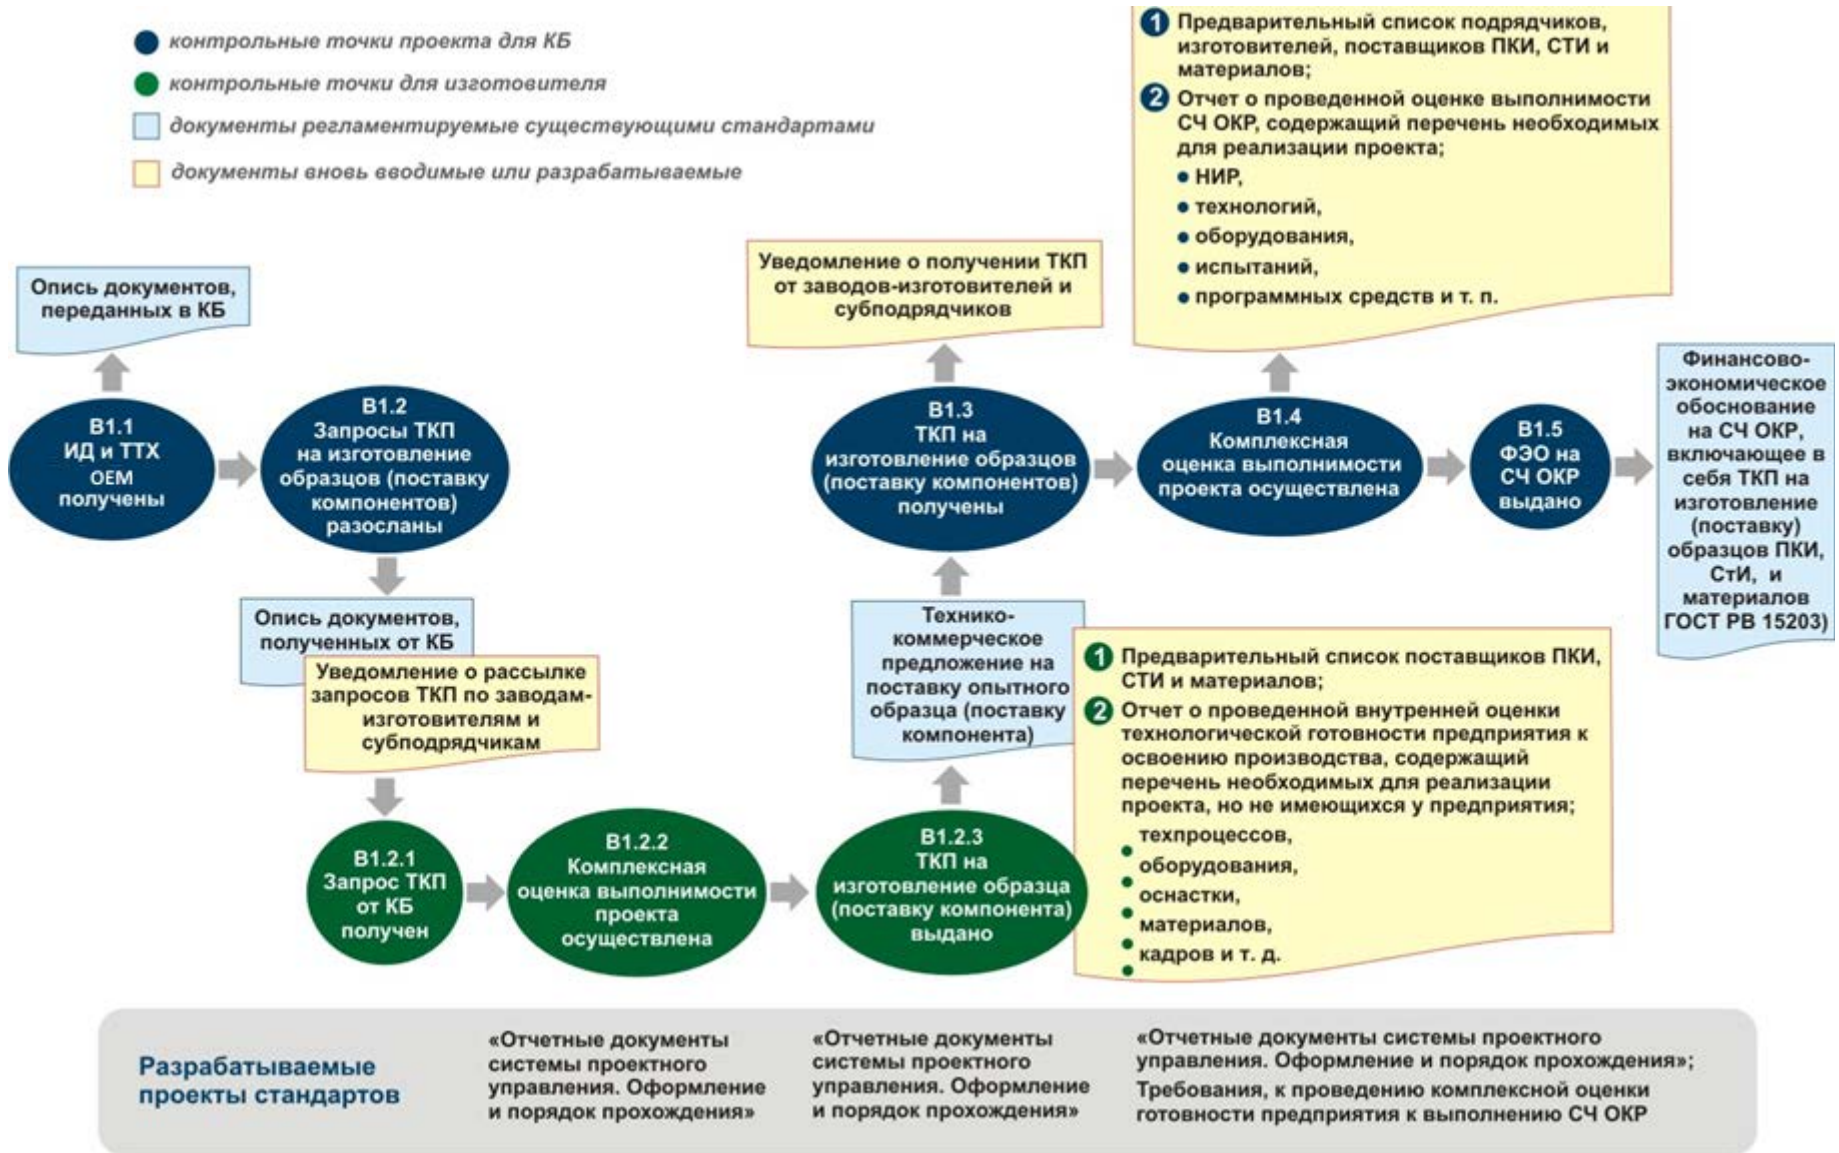 контрольные точки проекта для КБ
контрольные точки для изготовителя
документы регламентируемые существующими стандартами
документы вновь вводимые или разрабатываемые
1 Предварительный список подрядчиков,
изготовителей, поставщиков ПКИ, СТИ и
материалов;
2 Отчет о проведенной оценке выполнимости
СЧ ОКР, содержащий перечень необходимых
для реализации проекта;
• НИР,
• технологий,
• оборудования,
• испытаний,
• программных средств и т. п.
Опись документов,
переданных в КБ
Уведомление о получении ТКП
от заводов-изготовителей и
субподрядчиков
В1.1
ИД и ТТХ
ОЕМ
получены
В1.2
Запросы ТКП
на изготовление
образцов (поставку
компонентов)
разосланы
В1.3
ТКП на
изготовление образцов
(поставку компонентов)
получены
В1.4
Комплексная
оценка выполнимости
проекта осуществлена
В1.5
ФЭО на
СЧ ОКР
выдано
Финансово-
экономическое
обоснование
на СЧ ОКР,
включающее в
себя ТКП на
изготовление
(поставку)
образцов ПКИ,
СтИ, и
материалов
ГОСТ РВ 15203)
Опись документов,
полученных от КБ
Уведомление о рассылке
запросов ТКП по заводам-
изготовителям и
субподрядчикам
Технико-
коммерческое
предложение на
поставку опытного
образца (поставку
компонента)
1 Предварительный список поставщиков ПКИ,
СТИ и материалов;
2 Отчет о проведенной внутренней оценки
технологической готовности предприятия к
освоению производства, содержащий
перечень необходимых для реализации
проекта, но не имеющихся у предприятия;
• техпроцессов,
• оборудования,
• оснастки,
• материалов,
• кадров и т. д.
В1.2.1
Запрос ТКП
от КБ
получен
В1.2.2
Комплексная
оценка выполнимости
проекта
осуществлена
В1.2.3
ТКП на
изготовление образца
(поставку компонента)
выдано
Разрабатываемые
проекты стандартов
«Отчетные документы
системы проектного
управления. Оформление
и порядок прохождения»
«Отчетные документы
системы проектного
управления. Оформление
и порядок прохождения»
«Отчетные документы системы проектного
управления. Оформление и порядок прохождения»;
Требования, к проведению комплексной оценки
готовности предприятия к выполнению СЧ ОКР